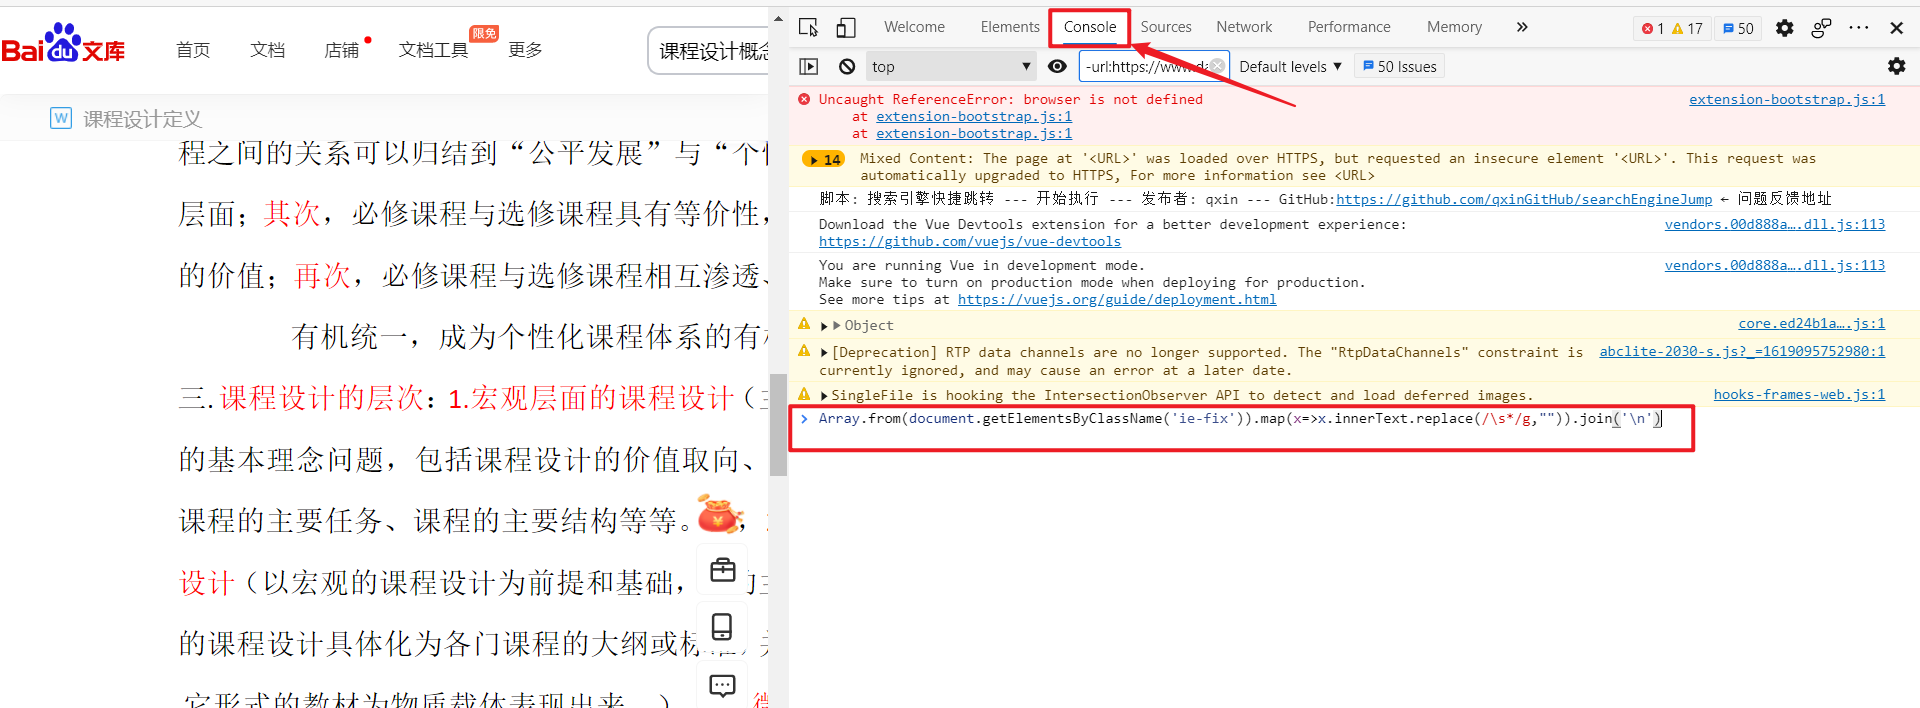 Bai du 文库
首页
文档
店铺
文档工具
限免
更多
课程设计概念
W 课程设计定义
程之间的关系可以归结到“公平发展”与“个性
层面；其次，必修课程与选修课程具有等价性，
的价值；再次，必修课程与选修课程相互渗透、
有机统一，成为个性化课程体系的有机
三.课程设计的层次：1.宏观层面的课程设计（
的基本理念问题，包括课程设计的价值取向、
课程的主要任务、课程的主要结构等等。
设计（以宏观的课程设计为前提和基础，
的课程设计具体化为各门课程的大纲或标
它形式的教材为物质载体表现出来。）
Welcome
Elements
Console
Sources
Network
Performance
Memory
»
1
17
50
top
-url:https://www.da
Default levels ▼
50 Issues
Uncaught ReferenceError: browser is not defined
extension-bootstrap.js:1
at extension-bootstrap.js:1
at extension-bootstrap.js:1
14
Mixed Content: The page at '<URL>' was loaded over HTTPS, but requested an insecure element '<URL>'. This request was
automatically upgraded to HTTPS, For more information see <URL>
脚本: 搜索引擎快捷跳转 --- 开始执行 --- 发布者: qxin --- GitHub:https://github.com/qxinGitHub/searchEngineJump ← 问题反馈地址
Download the Vue Devtools extension for a better development experience:
vendors.00d888a….dll.js:113
https://github.com/vuejs/vue-devtools
You are running Vue in development mode.
vendors.00d888a….dll.js:113
Make sure to turn on production mode when deploying for production.
See more tips at https://vuejs.org/guide/deployment.html
▶ ▶ Object
core.ed24b1a….js:1
▶ [Deprecation] RTP data channels are no longer supported. The "RtpDataChannels" constraint is
abclite-2030-s.js?_=1619095752980:1
currently ignored, and may cause an error at a later date.
▶ SingleFile is hooking the IntersectionObserver API to detect and load deferred images.
hooks-frames-web.js:1
> Array.from(document.getElementsByClassName('ie-fix')).map(x=>x.innerText.replace(/\s*/g,"")).join('\n')